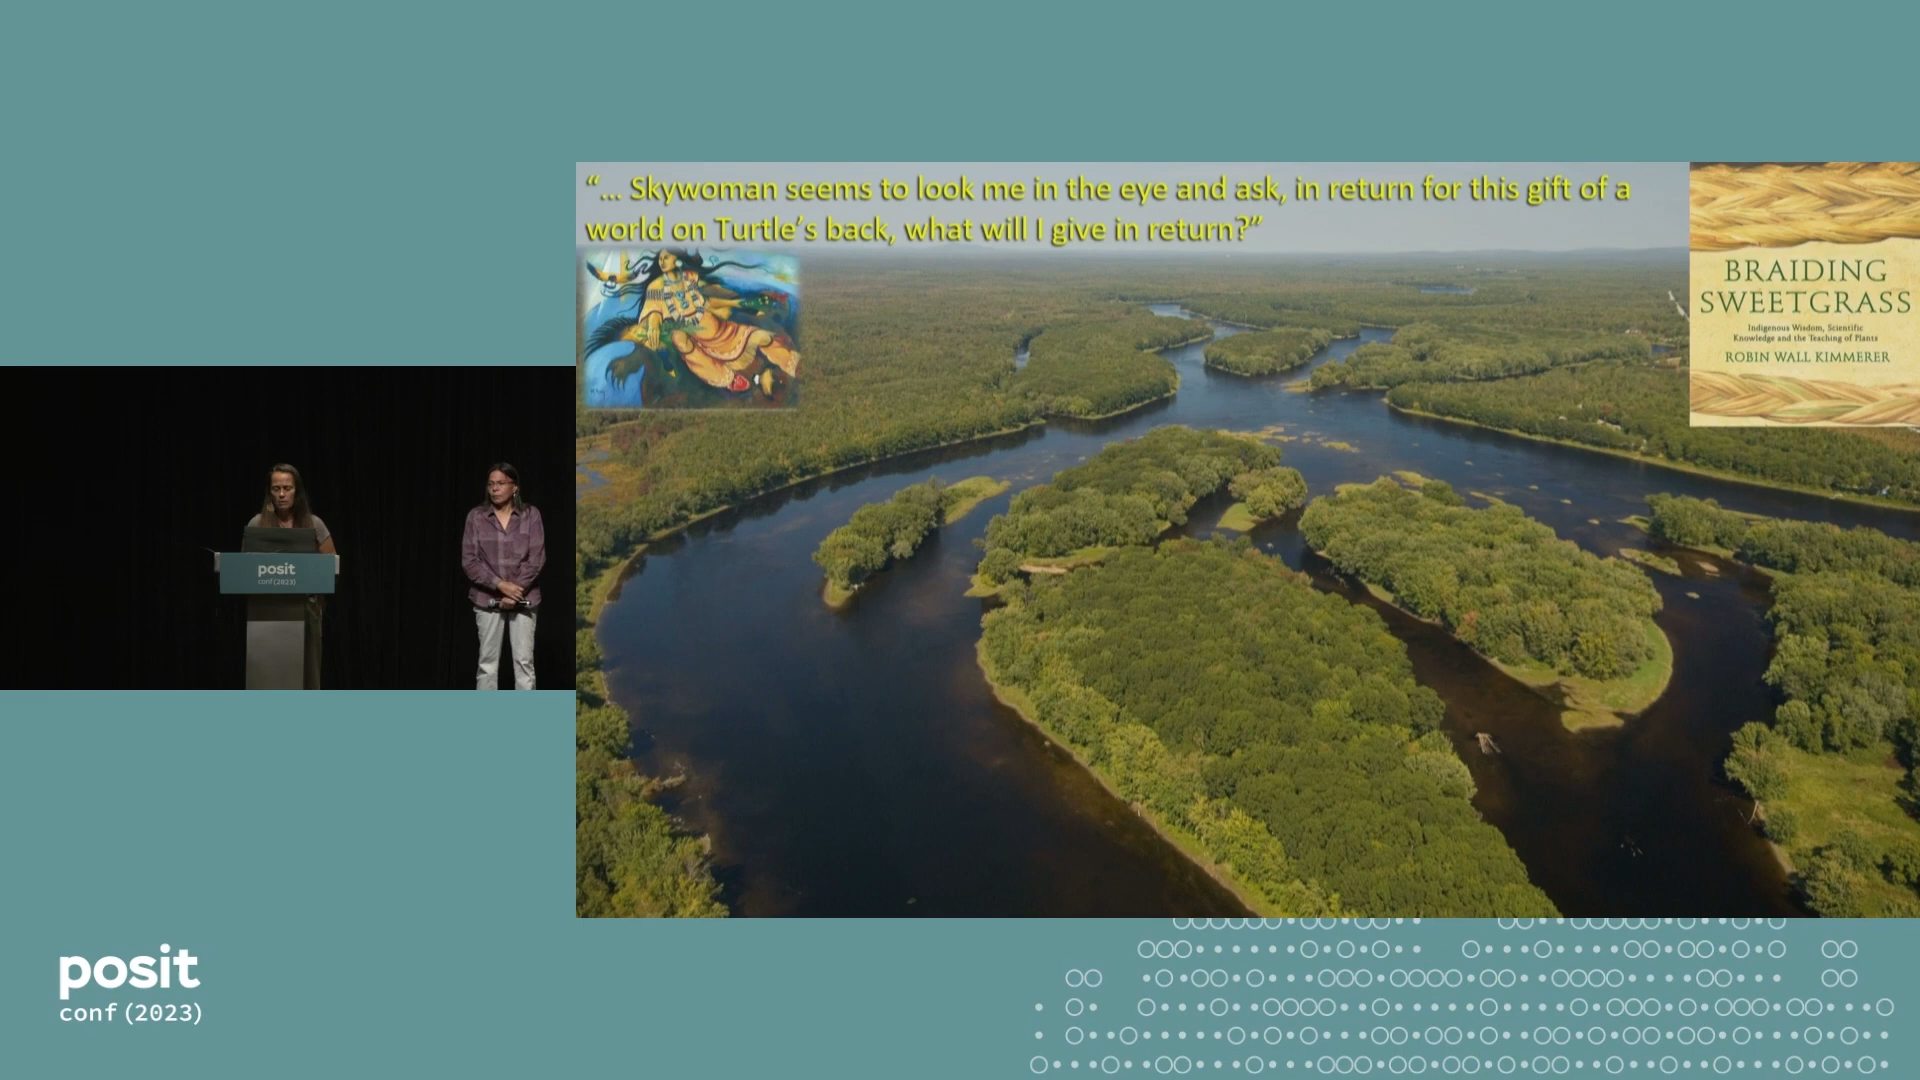 “... Skywoman seems to look me in the eye and ask, in return for this gift of a
world on Turtle’s back, what will I give in return?”
BRAIDING
SWEETGRASS
Indigenous Wisdom, Scientific
Knowledge and the Teaching of Plants
ROBIN WALL KIMMERER
posit
conf(2023)
posit
conf (2023)